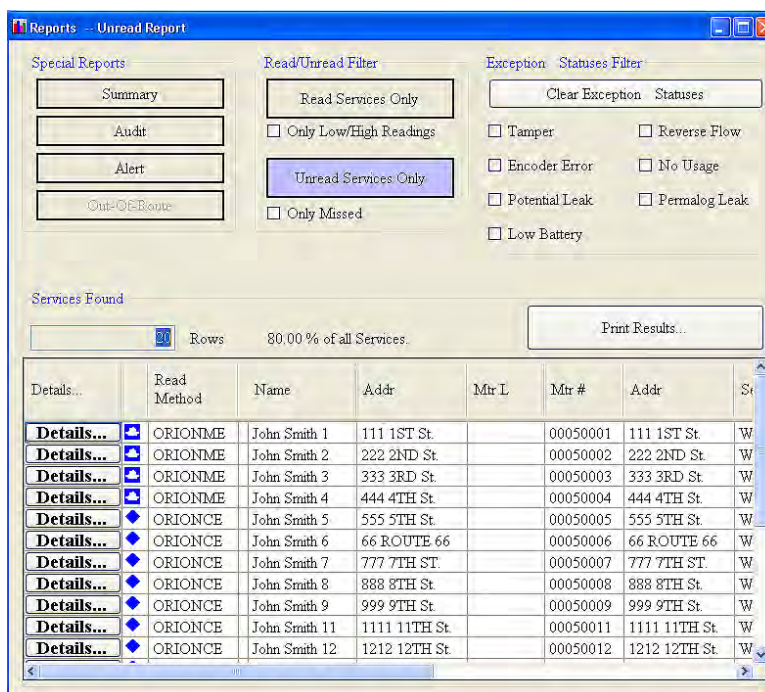 Reports -- Unread Report
Special Reports
Summary
Audit
Alert
Out-Of-Route
Read/Unread Filter
Read Services Only
Only Low/High Readings
Unread Services Only
Only Missed
Exception Statuses Filter
Clear Exception Statuses
Tamper Reverse Flow
Encoder Error No Usage
Potential Leak Permalog Leak
Low Battery
Services Found
20 Rows 80.00 % of all Services.
Print Results...
Details... Read Method Name Addr Mtr L Mtr # Addr Se
Details... ORIONME John Smith 1 111 1ST St. 00050001 111 1ST St. W
Details... ORIONME John Smith 2 222 2ND St. 00050002 222 2ND St. W
Details... ORIONME John Smith 3 333 3RD St. 00050003 333 3RD St. W
Details... ORIONME John Smith 4 444 4TH St. 00050004 444 4TH St. W
Details... ORIONCE John Smith 5 555 5TH St. 00050005 555 5TH St. W
Details... ORIONCE John Smith 6 66 ROUTE 66 00050006 66 ROUTE 66 W
Details... ORIONCE John Smith 7 777 7TH ST. 00050007 777 7TH ST. W
Details... ORIONCE John Smith 8 888 8TH St. 00050008 888 8TH St. W
Details... ORIONCE John Smith 9 999 9TH St. 00050009 999 9TH St. W
Details... ORIONCE John Smith 11 1111 11TH St. 00050011 1111 11TH St. W
Details... ORIONCE John Smith 12 1212 12TH St. 00050012 1212 12TH St. W